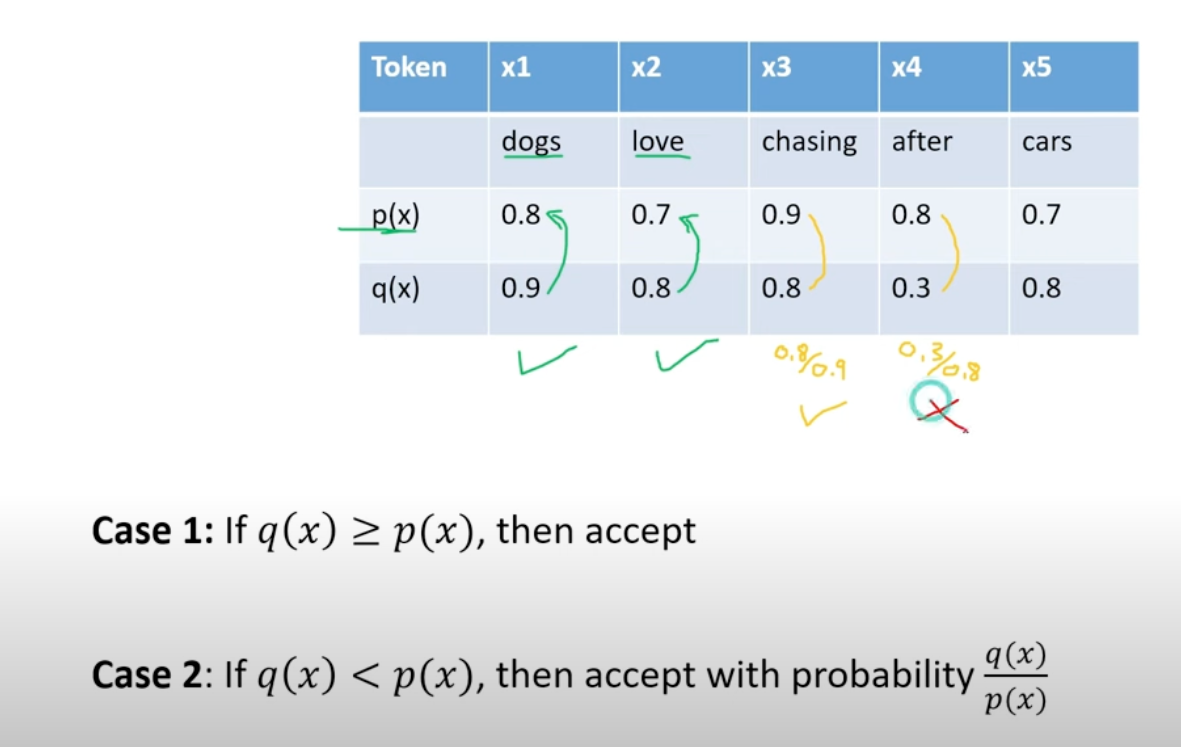 Token x1 x2 x3 x4 x5
dogs love chasing after cars
p(x) 0.8 0.7 0.9 0.8 0.7
q(x) 0.9 0.8 0.8 0.3 0.8
0.8/0.9 0.3/0.8
Case 1: If q(x) ≥ p(x), then accept
Case 2: If q(x) < p(x), then accept with probability q(x)/p(x)